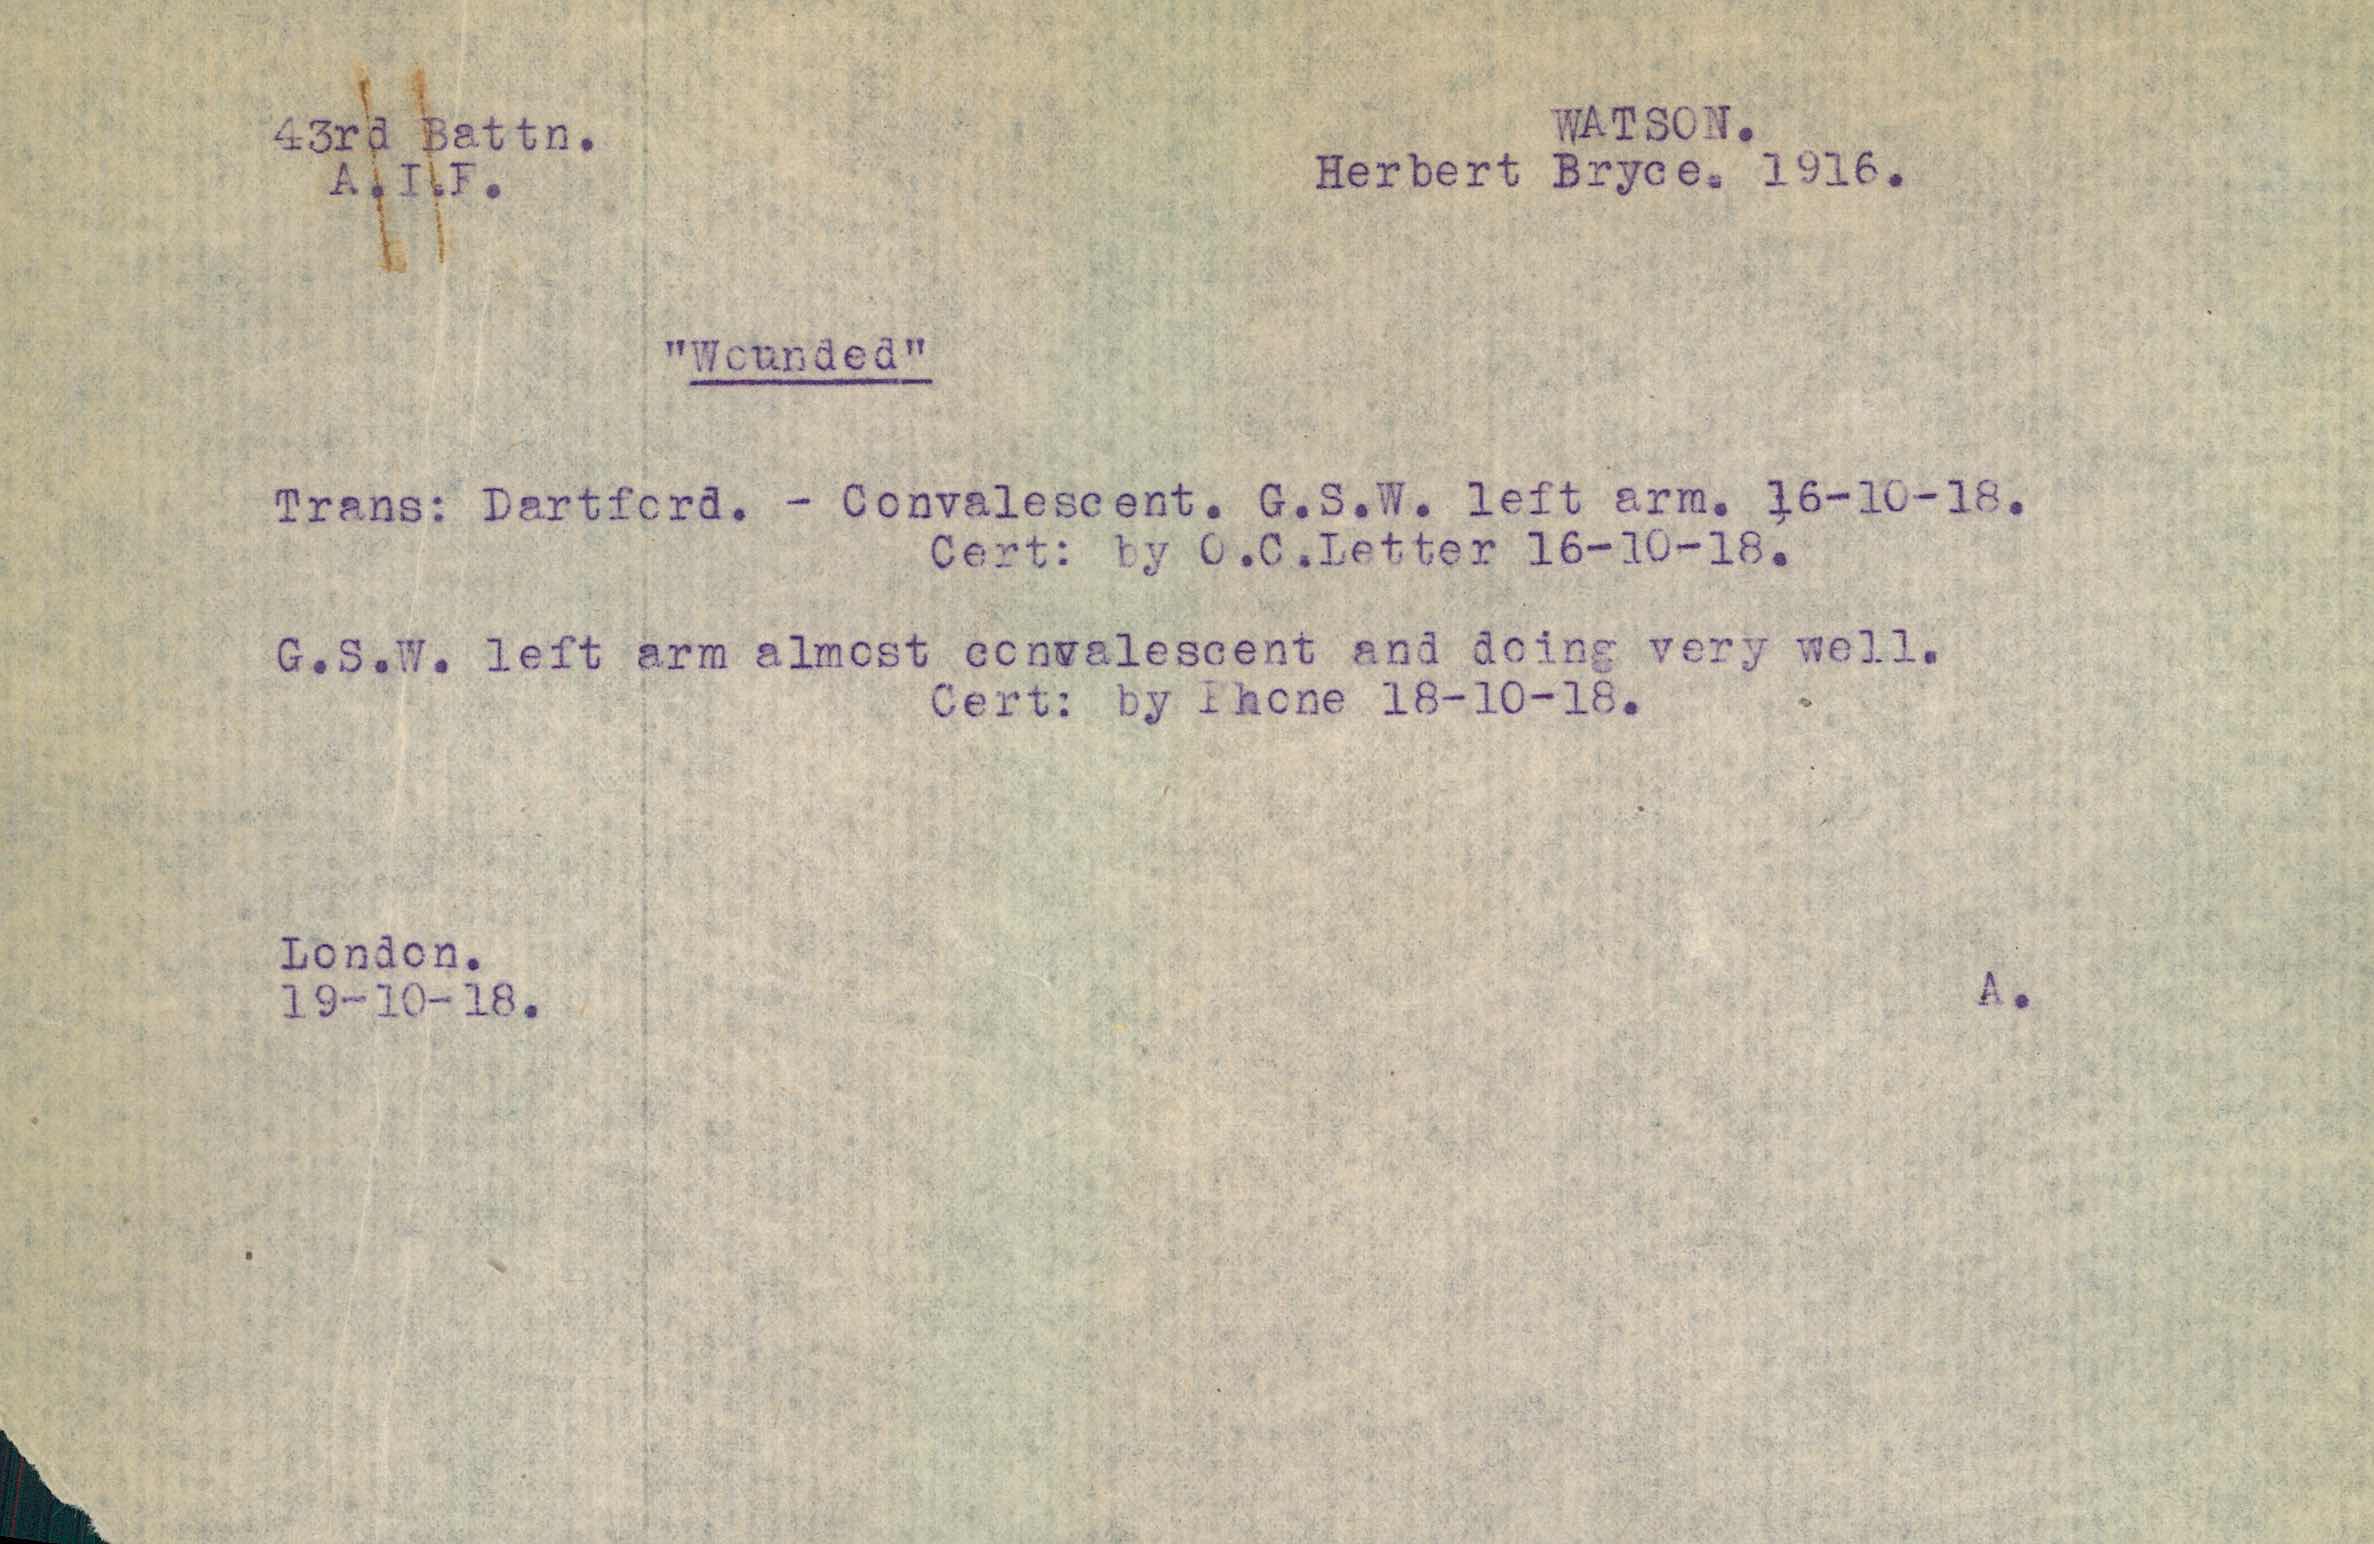 43rd Battn.
A.I.F.
WATSON.
Herbert Bryce. 1916.
"Wounded"
Trans: Dartford. - Convalescent. G.S.W. left arm. 16-10-18.
Cert: by O.C.Letter 16-10-18.
G.S.W. left arm almost convalescent and doing very well.
Cert: by Phone 18-10-18.
London.
19-10-18.
A.